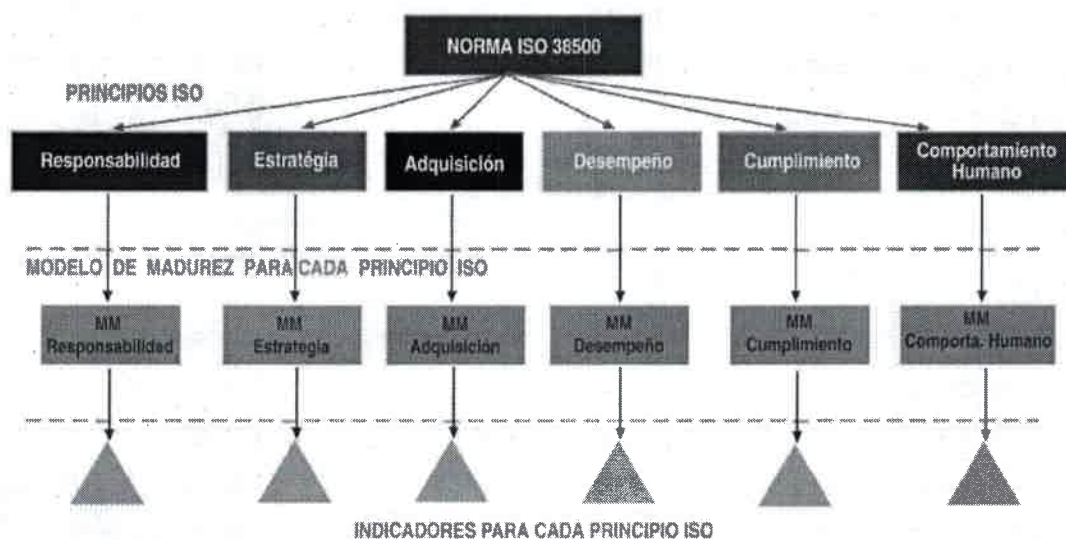 NORMA ISO 38500
PRINCIPIOS ISO
Responsabilidad
Estratégia
Adquisición
Desempeño
Cumplimiento
Comportamiento
Humano
MODELO DE MADUREZ PARA CADA PRINCIPIO ISO
MM
Responsabilidad
MM
Estrategia
MM
Adquisición
MM
Desempeño
MM
Cumplimiento
MM
Comporta. Humano
INDICADORES PARA CADA PRINCIPIO ISO